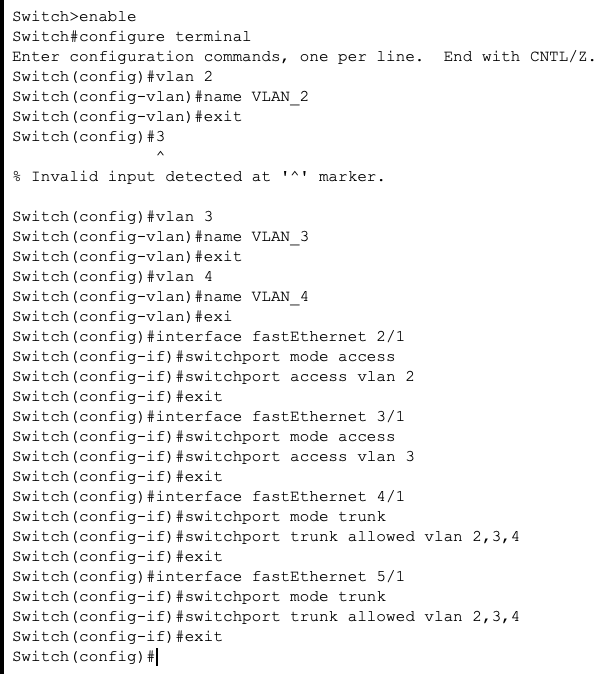 Switch>enable
Switch#configure terminal
Enter configuration commands, one per line.  End with CNTL/Z.
Switch(config)#vlan 2
Switch(config-vlan)#name VLAN_2
Switch(config-vlan)#exit
Switch(config)#3
^
% Invalid input detected at '^' marker.
Switch(config)#vlan 3
Switch(config-vlan)#name VLAN_3
Switch(config-vlan)#exit
Switch(config)#vlan 4
Switch(config-vlan)#name VLAN_4
Switch(config-vlan)#exi
Switch(config)#interface fastEthernet 2/1
Switch(config-if)#switchport mode access
Switch(config-if)#switchport access vlan 2
Switch(config-if)#exit
Switch(config)#interface fastEthernet 3/1
Switch(config-if)#switchport mode access
Switch(config-if)#switchport access vlan 3
Switch(config-if)#exit
Switch(config)#interface fastEthernet 4/1
Switch(config-if)#switchport mode trunk
Switch(config-if)#switchport trunk allowed vlan 2,3,4
Switch(config-if)#exit
Switch(config)#interface fastEthernet 5/1
Switch(config-if)#switchport mode trunk
Switch(config-if)#switchport trunk allowed vlan 2,3,4
Switch(config-if)#exit
Switch(config)#